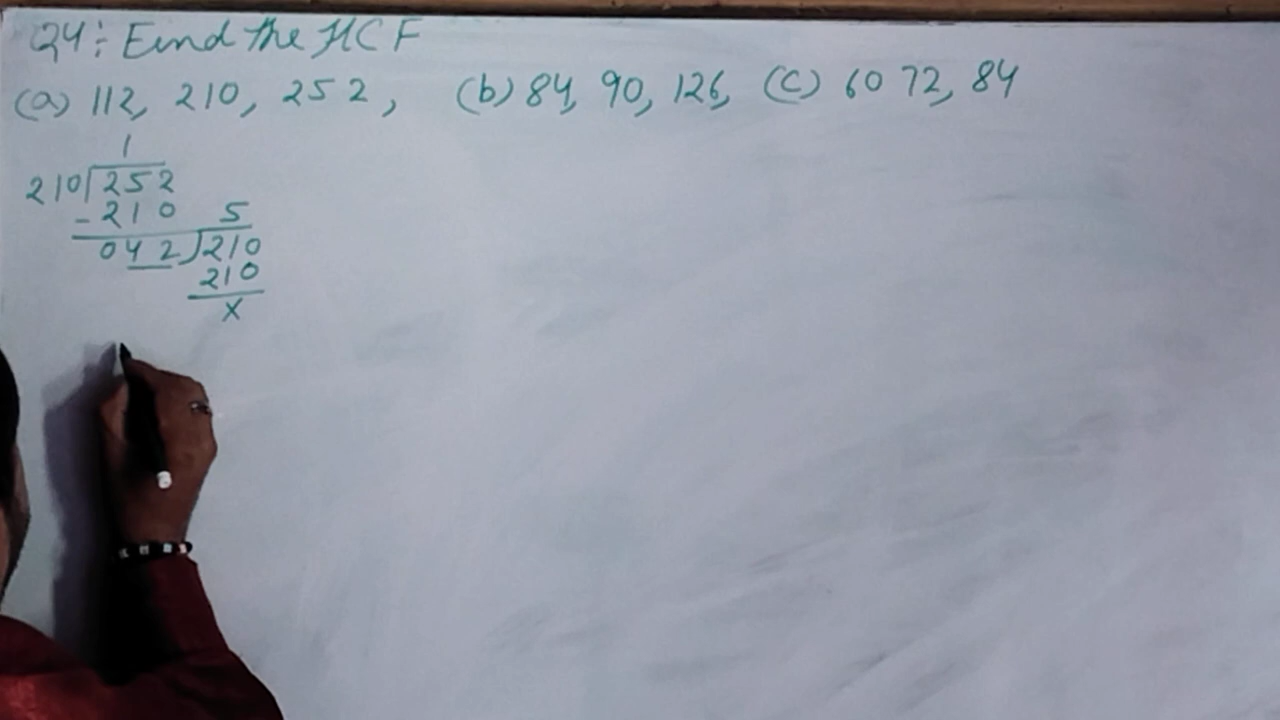 Q4: Find the HCF
(a) 112, 210, 252, (b) 84, 90, 126, (c) 60 72, 84
1
210)252
-210 5
042)210
210
x